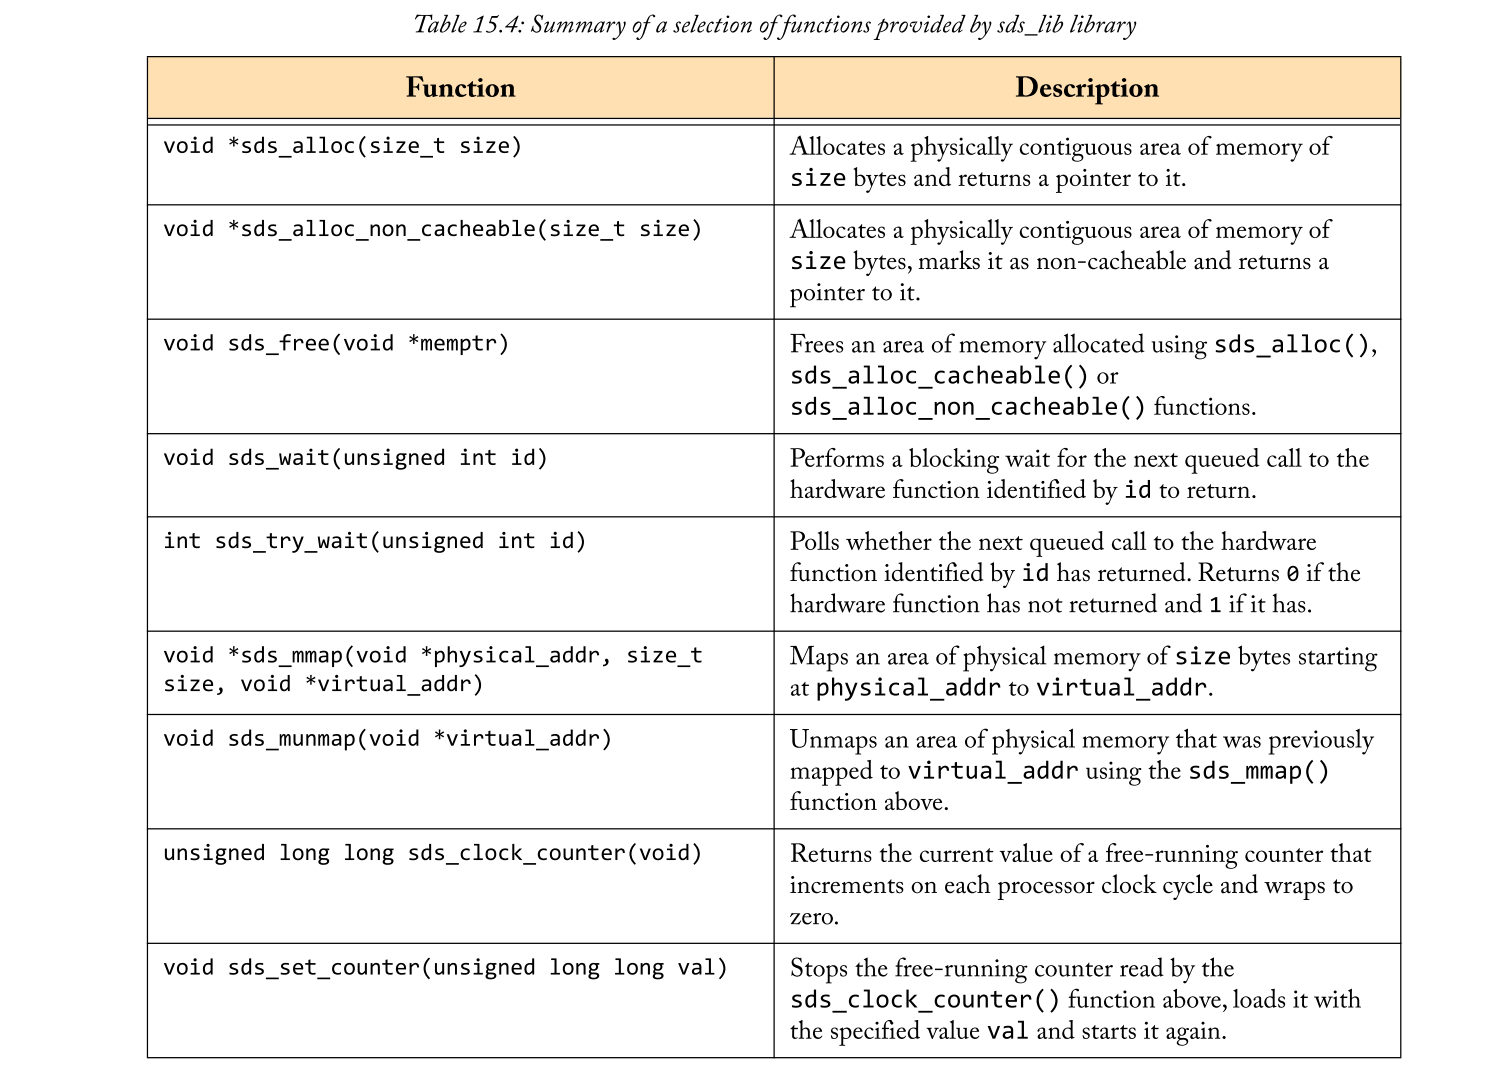 Table 15.4: Summary of a selection of functions provided by sds_lib library
Function
Description
void *sds_alloc(size_t size)
Allocates a physically contiguous area of memory of
size bytes and returns a pointer to it.
void *sds_alloc_non_cacheable(size_t size)
Allocates a physically contiguous area of memory of
size bytes, marks it as non-cacheable and returns a
pointer to it.
void sds_free(void *memptr)
Frees an area of memory allocated using sds_alloc(),
sds_alloc_cacheable() or
sds_alloc_non_cacheable() functions.
void sds_wait(unsigned int id)
Performs a blocking wait for the next queued call to the
hardware function identified by id to return.
int sds_try_wait(unsigned int id)
Polls whether the next queued call to the hardware
function identified by id has returned. Returns 0 if the
hardware function has not returned and 1 if it has.
void *sds_mmap(void *physical_addr, size_t
size, void *virtual_addr)
Maps an area of physical memory of size bytes starting
at physical_addr to virtual_addr.
void sds_munmap(void *virtual_addr)
Unmaps an area of physical memory that was previously
mapped to virtual_addr using the sds_mmap()
function above.
unsigned long long sds_clock_counter(void)
Returns the current value of a free-running counter that
increments on each processor clock cycle and wraps to
zero.
void sds_set_counter(unsigned long long val)
Stops the free-running counter read by the
sds_clock_counter() function above, loads it with
the specified value val and starts it again.